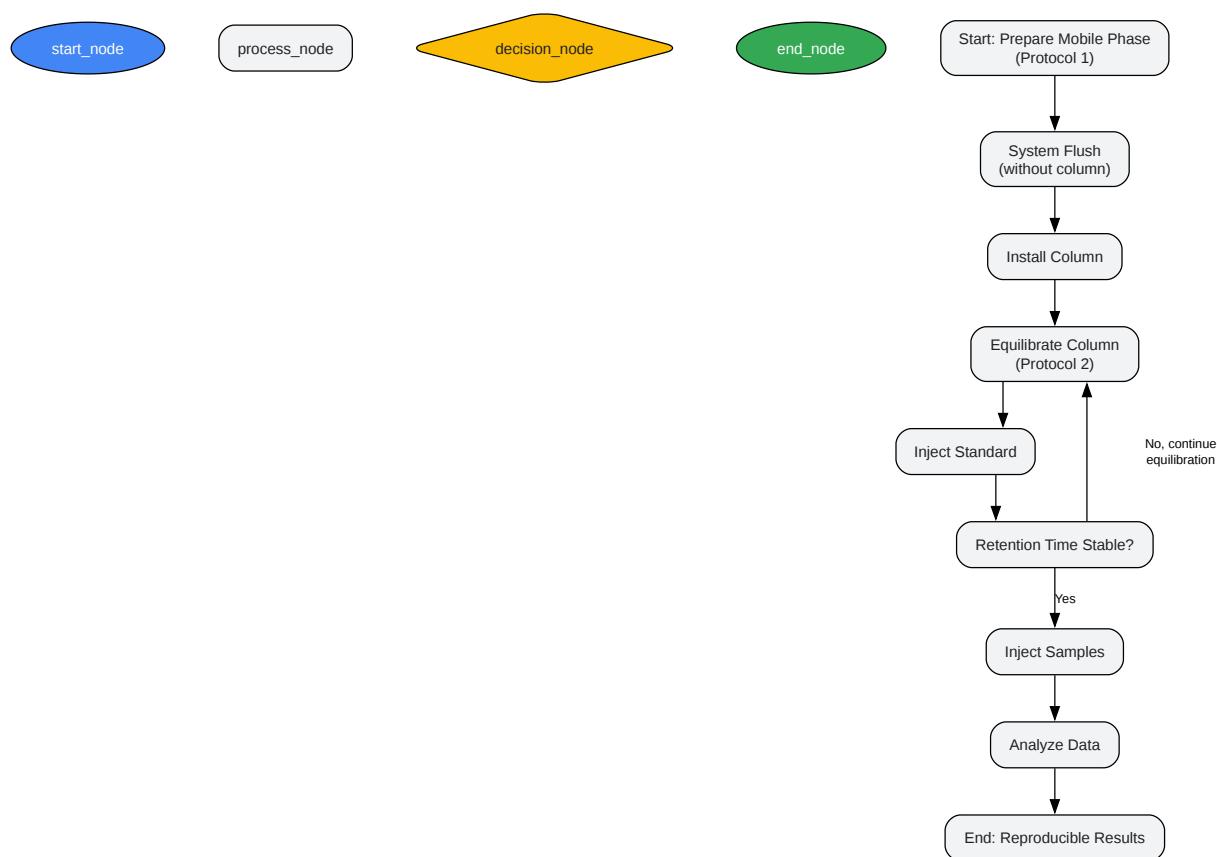 start_node
process_node
decision_node
end_node
Start: Prepare Mobile Phase
(Protocol 1)
System Flush
(without column)
Install Column
Equilibrate Column
(Protocol 2)
Inject Standard
No, continue
equilibration
Retention Time Stable?
Yes
Inject Samples
Analyze Data
End: Reproducible Results